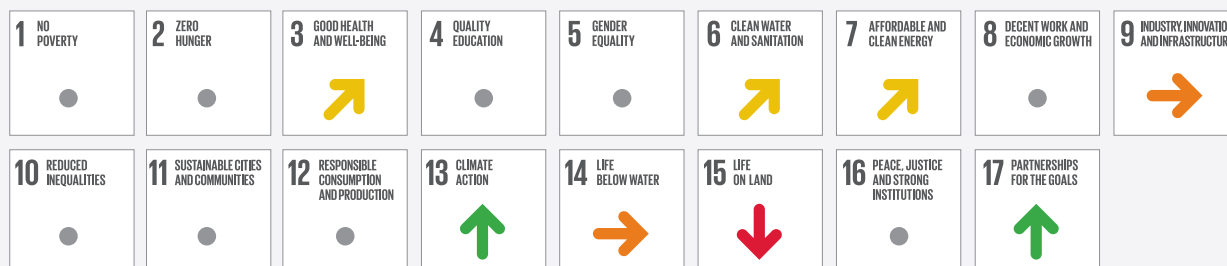 1 NO
POVERTY
2 ZERO
HUNGER
3 GOOD HEALTH
AND WELL-BEING
4 QUALITY
EDUCATION
5 GENDER
EQUALITY
6 CLEAN WATER
AND SANITATION
7 AFFORDABLE AND
CLEAN ENERGY
8 DECENT WORK AND
ECONOMIC GROWTH
9 INDUSTRY, INNOVATIO
AND INFRASTRUCTUR
10 REDUCED
INEQUALITIES
11 SUSTAINABLE CITIES
AND COMMUNITIES
12 RESPONSIBLE
CONSUMPTION
AND PRODUCTION
13 CLIMATE
ACTION
14 LIFE
BELOW WATER
15 LIFE
ON LAND
16 PEACE, JUSTICE
AND STRONG
INSTITUTIONS
17 PARTNERSHIPS
FOR THE GOALS